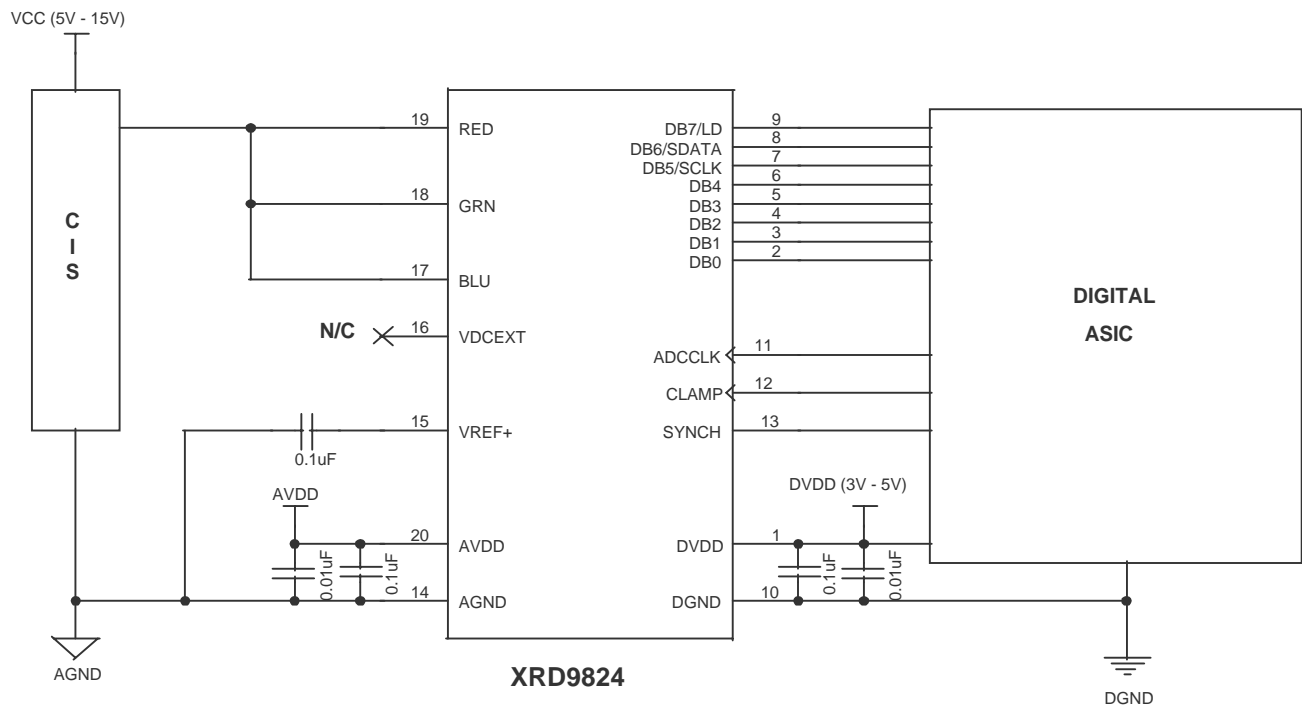 VCC (5V - 15V)
C
I
S
19 RED
18 GRN
17 BLU
N/C 16 VDCEXT
15 VREF+
0.1uF
AVDD
20 AVDD
0.01uF
0.1uF
14 AGND
AGND
DB7/LD 9
DB6/SDATA 8
DB5/SCLK 7
DB4 6
DB3 5
DB2 4
DB1 3
DB0 2
ADCCLK 11
CLAMP 12
SYNCH 13
DVDD (3V - 5V)
DVDD 1
0.1uF
0.01uF
DGND 10
XRD9824
DIGITAL
ASIC
DGND